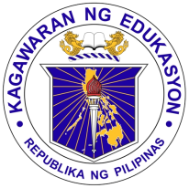 KAGAWARAN NG EDUKASYON
REPUBLIKA NG PILIPINAS